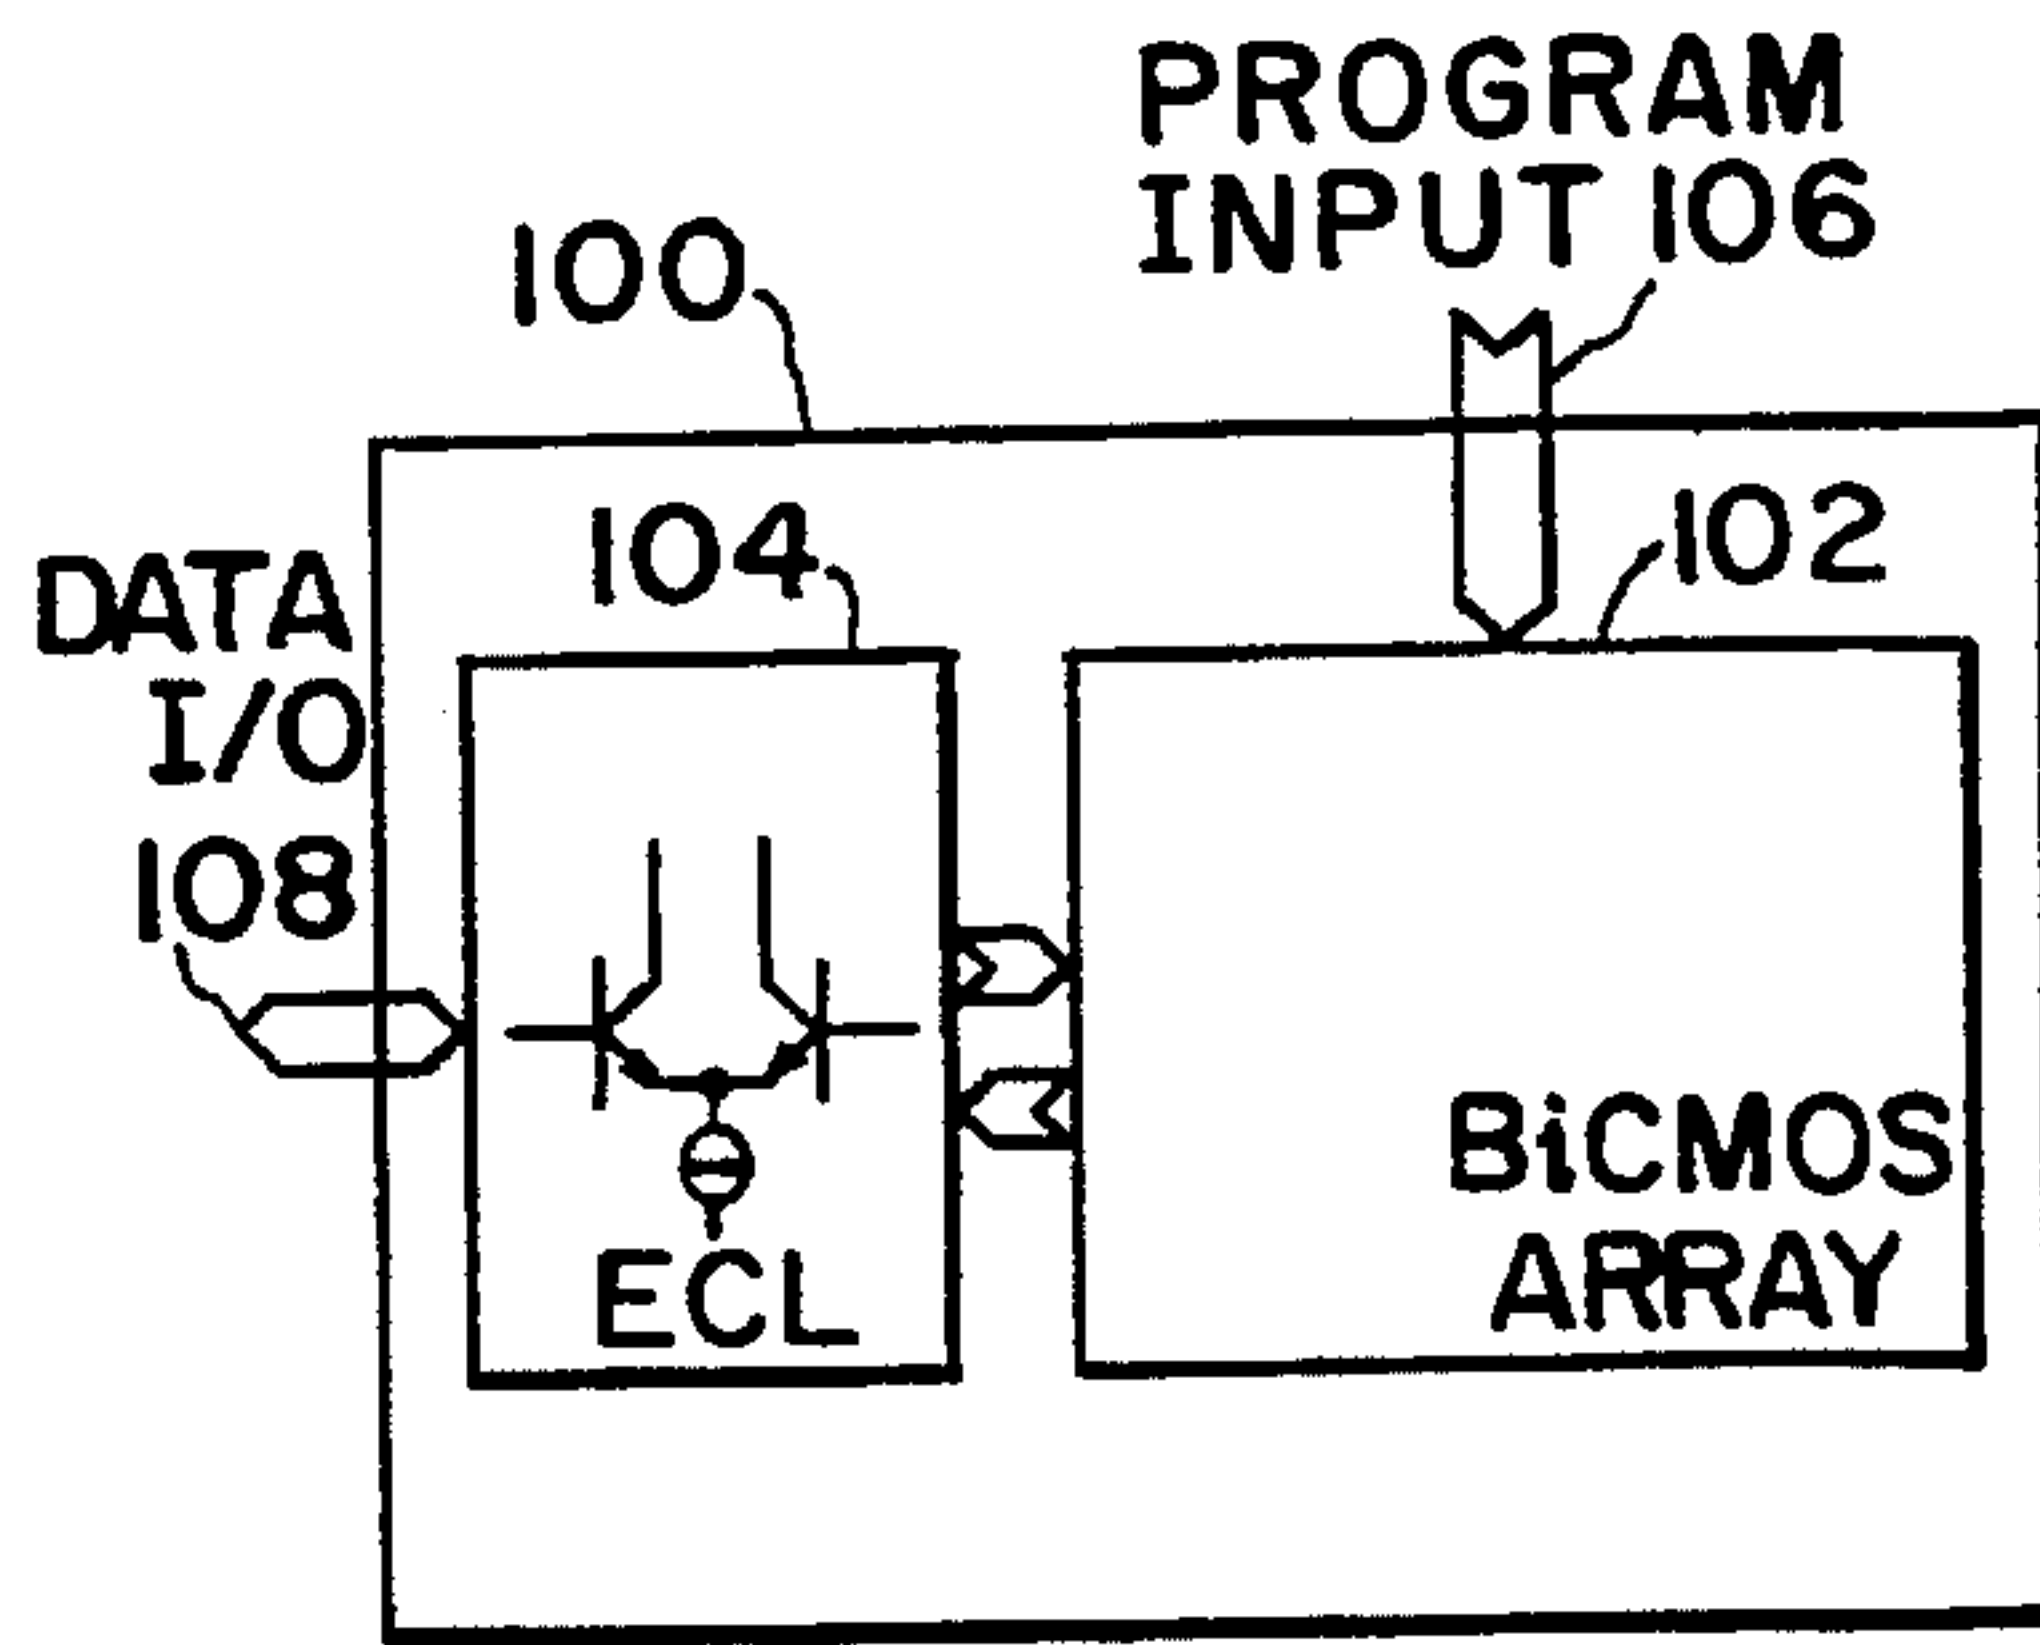 PROGRAM
INPUT 106
100
104
102
DATA
I/O
108
BiCMOS
ARRAY
ECL